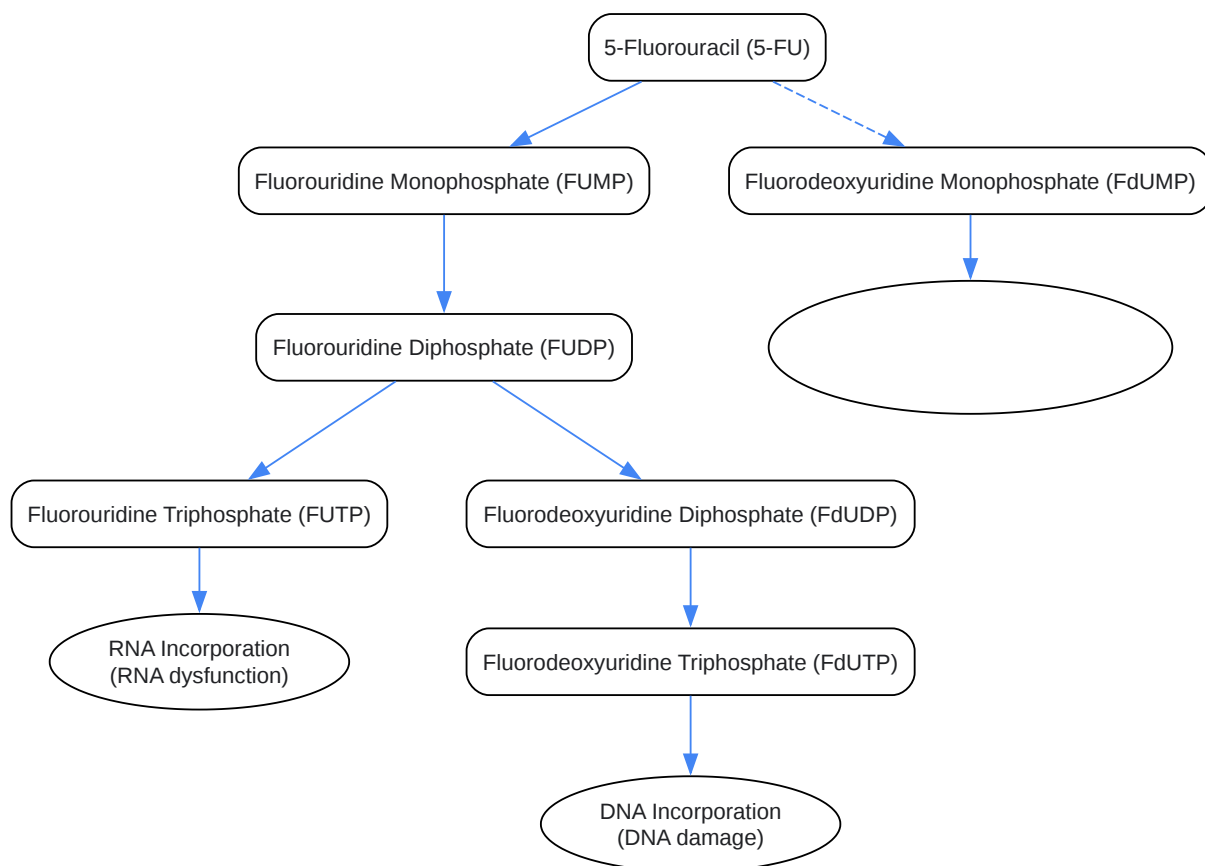 5-Fluorouracil (5-FU)
Fluorouridine Monophosphate (FUMP)
Fluorodeoxyuridine Monophosphate (FdUMP)
Fluorouridine Diphosphate (FUDP)
Fluorouridine Triphosphate (FUTP)
Fluorodeoxyuridine Diphosphate (FdUDP)
RNA Incorporation
(RNA dysfunction)
Fluorodeoxyuridine Triphosphate (FdUTP)
DNA Incorporation
(DNA damage)